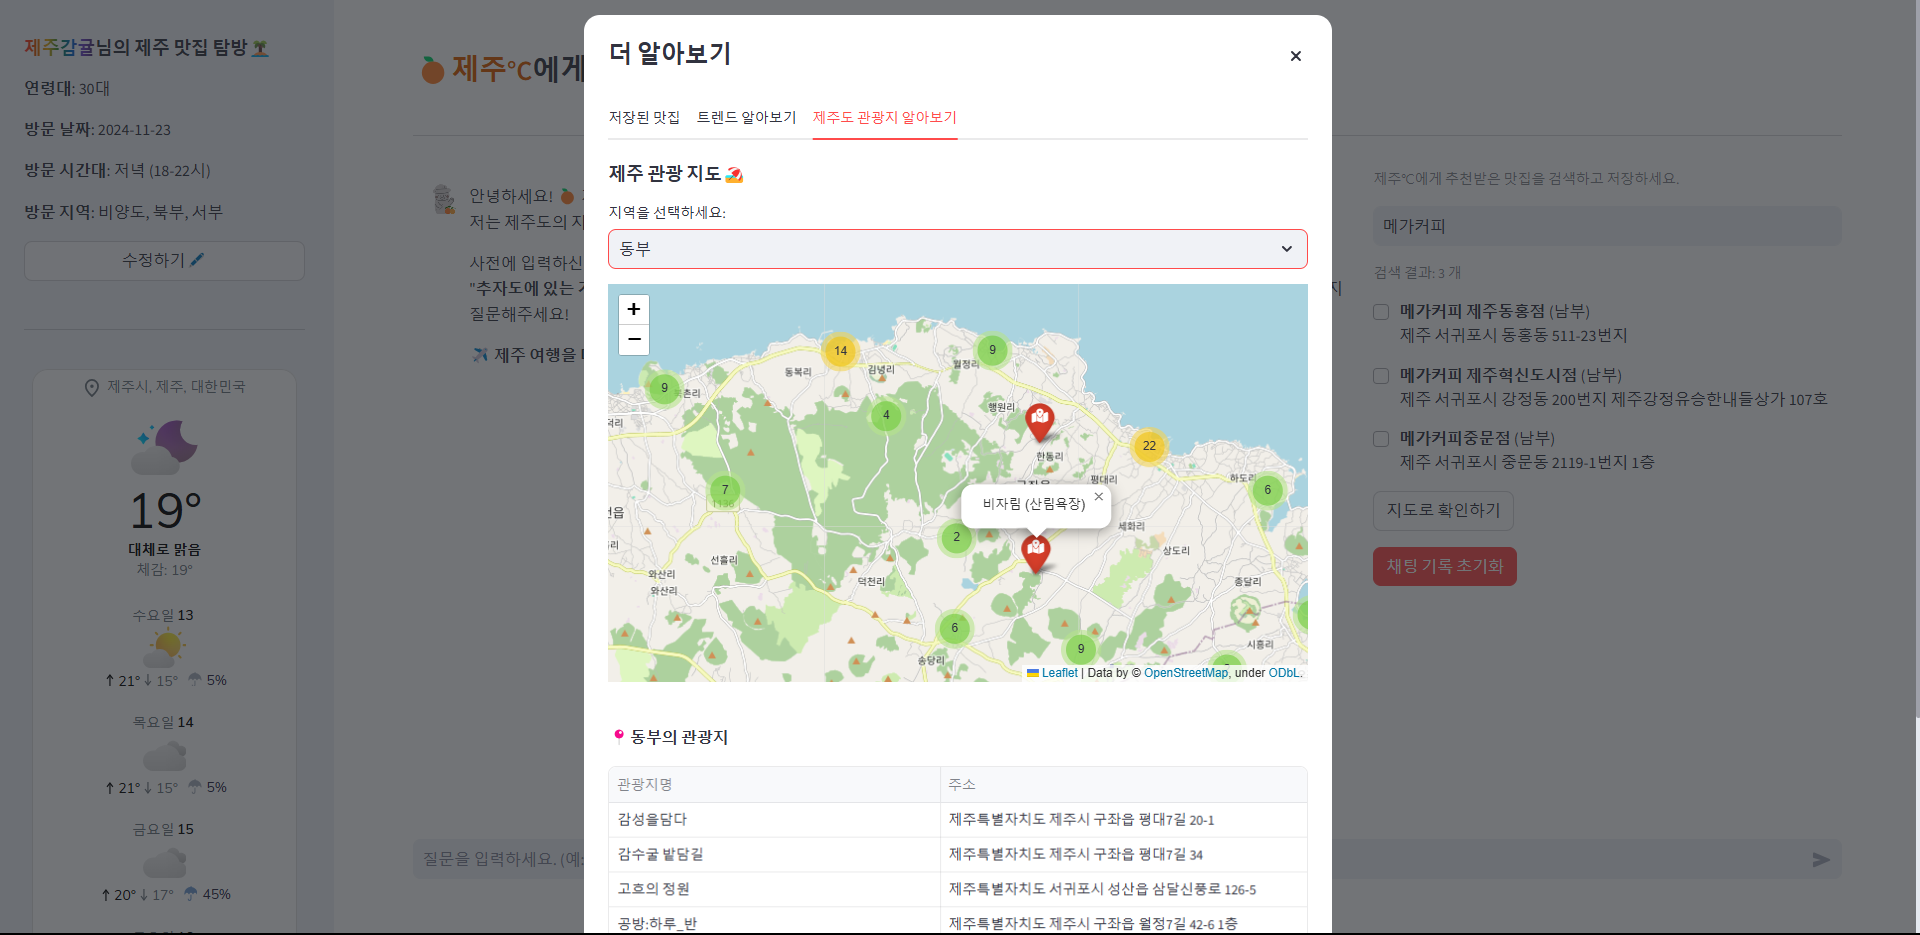 제주감귤님의 제주 맛집 탐방
연령대: 30대
방문 날짜: 2024-11-23
방문 시간대: 저녁 (18-22시)
방문 지역: 비양도, 북부, 서부
수정하기
제주시, 제주, 대한민국
19°
대체로 맑음
체감: 19°
수요일 13
↑ 21° ↓ 15° 5%
목요일 14
↑ 21° ↓ 15° 5%
금요일 15
↑ 20° ↓ 17° 45%
제주℃에게
안녕하세요!
저는 제주도의
사전에 입력하신
"추자도에 있는
질문해주세요!
제주 여행을
질문을 입력하세요. (예:
더 알아보기
×
저장된 맛집 트렌드 알아보기 제주도 관광지 알아보기
제주 관광 지도
지역을 선택하세요:
동부
+
−
14
9
동복리
김녕리
월정리
9
북촌리
4
행원리
22
한동리
평대리
하도리
6
7
1136
비자림 (산림욕장)
×
세화리
2
선흘리
상도리
와산리
와산리
덕천리
종달리
6
9
송당리
시흥리
Leaflet | Data by © OpenStreetMap, under ODbL.
동부의 관광지
관광지명 주소
감성을담다 제주특별자치도 제주시 구좌읍 평대7길 20-1
감수굴 밭담길 제주특별자치도 제주시 구좌읍 평대7길 34
고흐의 정원 제주특별자치도 서귀포시 성산읍 삼달신풍로 126-5
공방:하루_반 제주특별자치도 제주시 구좌읍 월정7길 42-6 1층
지
제주℃에게 추천받은 맛집을 검색하고 저장하세요.
메가커피
검색 결과: 3 개
메가커피 제주동홍점 (남부)
제주 서귀포시 동홍동 511-23번지
메가커피 제주혁신도시점 (남부)
제주 서귀포시 강정동 200번지 제주강정유승한내들상가 107호
메가커피중문점 (남부)
제주 서귀포시 중문동 2119-1번지 1층
지도로 확인하기
채팅 기록 초기화